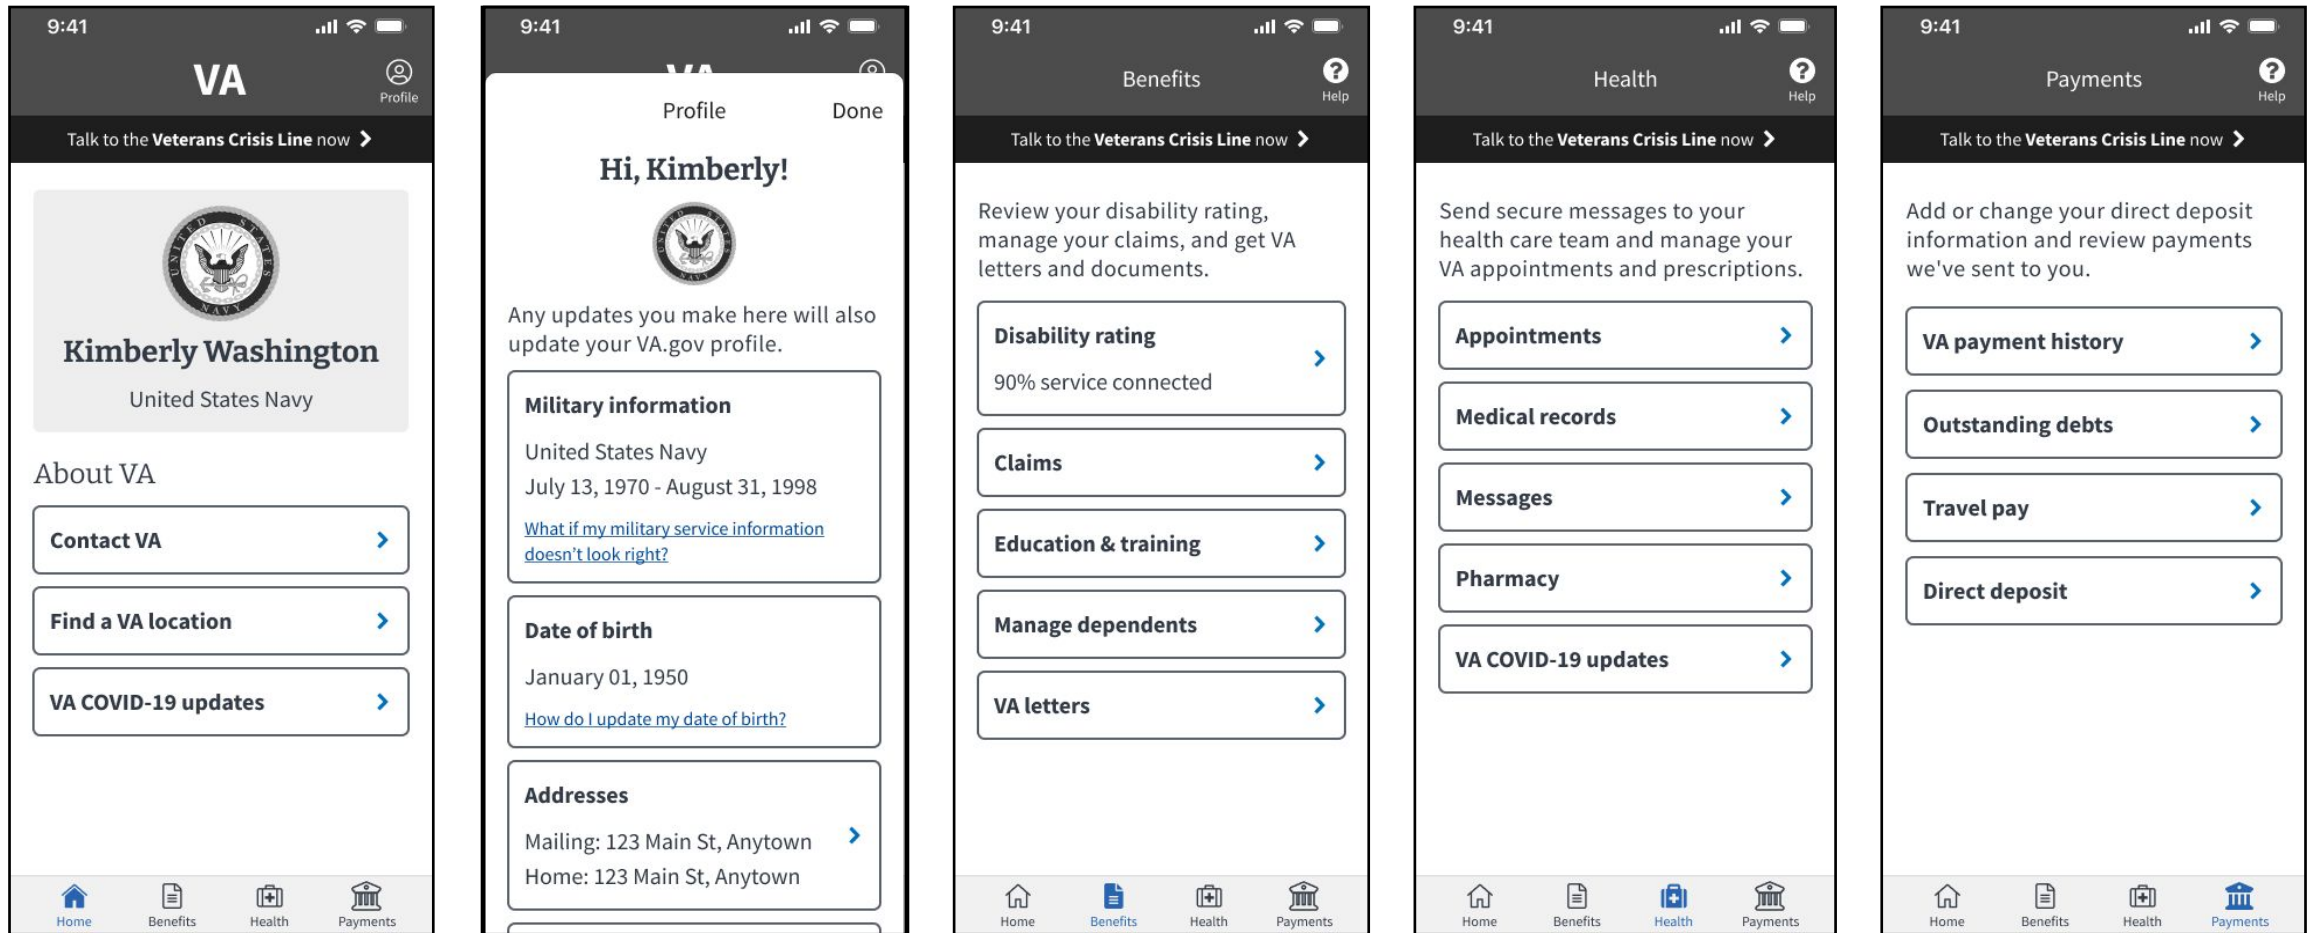 9:41
VA
Profile
Talk to the Veterans Crisis Line now
UNITED STATES
NAVY
Kimberly Washington
United States Navy
About VA
Contact VA
Find a VA location
VA COVID-19 updates
Home
Benefits
Health
Payments
9:41
VA
Profile
Done
Hi, Kimberly!
UNITED STATES
NAVY
Any updates you make here will also
update your VA.gov profile.
Military information
United States Navy
July 13, 1970 - August 31, 1998
What if my military service information
doesn't look right?
Date of birth
January 01, 1950
How do I update my date of birth?
Addresses
Mailing: 123 Main St, Anytown
Home: 123 Main St, Anytown
9:41
Benefits
Help
Talk to the Veterans Crisis Line now
Review your disability rating,
manage your claims, and get VA
letters and documents.
Disability rating
90% service connected
Claims
Education & training
Manage dependents
VA letters
Home
Benefits
Health
Payments
9:41
Health
Help
Talk to the Veterans Crisis Line now
Send secure messages to your
health care team and manage your
VA appointments and prescriptions.
Appointments
Medical records
Messages
Pharmacy
VA COVID-19 updates
Home
Benefits
Health
Payments
9:41
Payments
Help
Talk to the Veterans Crisis Line now
Add or change your direct deposit
information and review payments
we've sent to you.
VA payment history
Outstanding debts
Travel pay
Direct deposit
Home
Benefits
Health
Payments